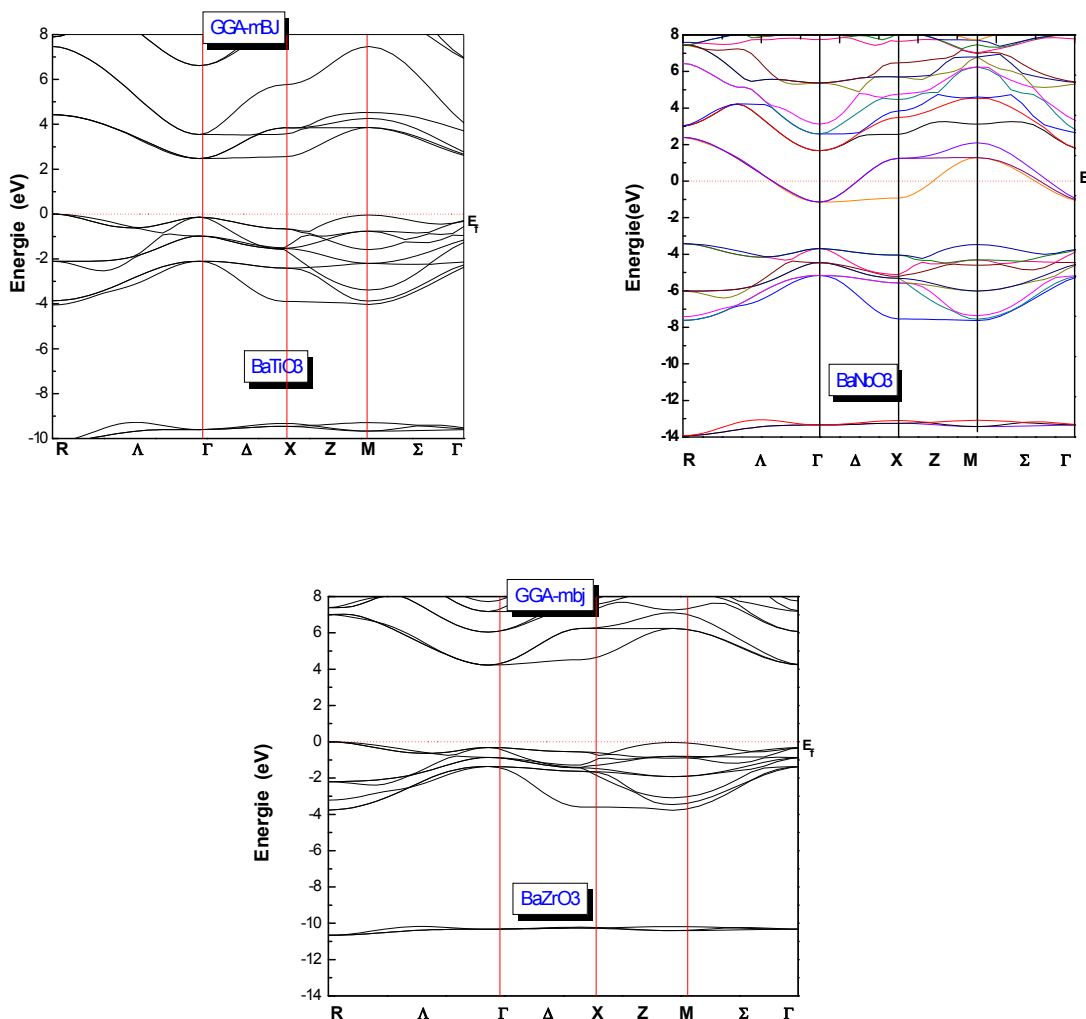 GGA-mBJ
8
6
4
2
0
-2
-4
-6
-8
-10
Energie (eV)
E_f
BaTiO3
R Λ Γ Δ X Z M Σ Γ
8
6
4
2
0
-2
-4
-6
-8
-10
-12
-14
Energie(eV)
E
BaNbO3
R Λ Γ Δ X Z M Σ Γ
GGA-mbj
8
6
4
2
0
-2
-4
-6
-8
-10
-12
-14
Energie (eV)
E_f
BaZrO3
R Λ Γ Δ X Z M Σ Γ